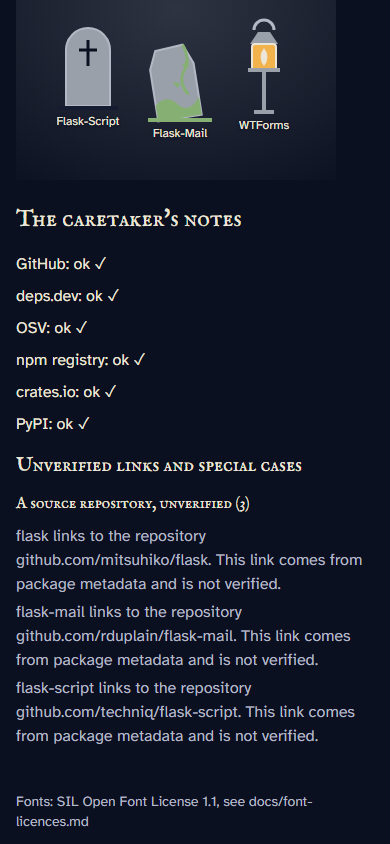 Flask-Script
Flask-Mail
WTForms
The caretaker's notes
GitHub: ok ✓
deps.dev: ok ✓
OSV: ok ✓
npm registry: ok ✓
crates.io: ok ✓
PyPI: ok ✓
Unverified links and special cases
A source repository, unverified (3)
flask links to the repository
github.com/mitsuhiko/flask. This link comes from
package metadata and is not verified.
flask-mail links to the repository
github.com/rduplain/flask-mail. This link comes
from package metadata and is not verified.
flask-script links to the repository
github.com/techniq/flask-script. This link comes
from package metadata and is not verified.
Fonts: SIL Open Font License 1.1, see docs/font-
licences.md